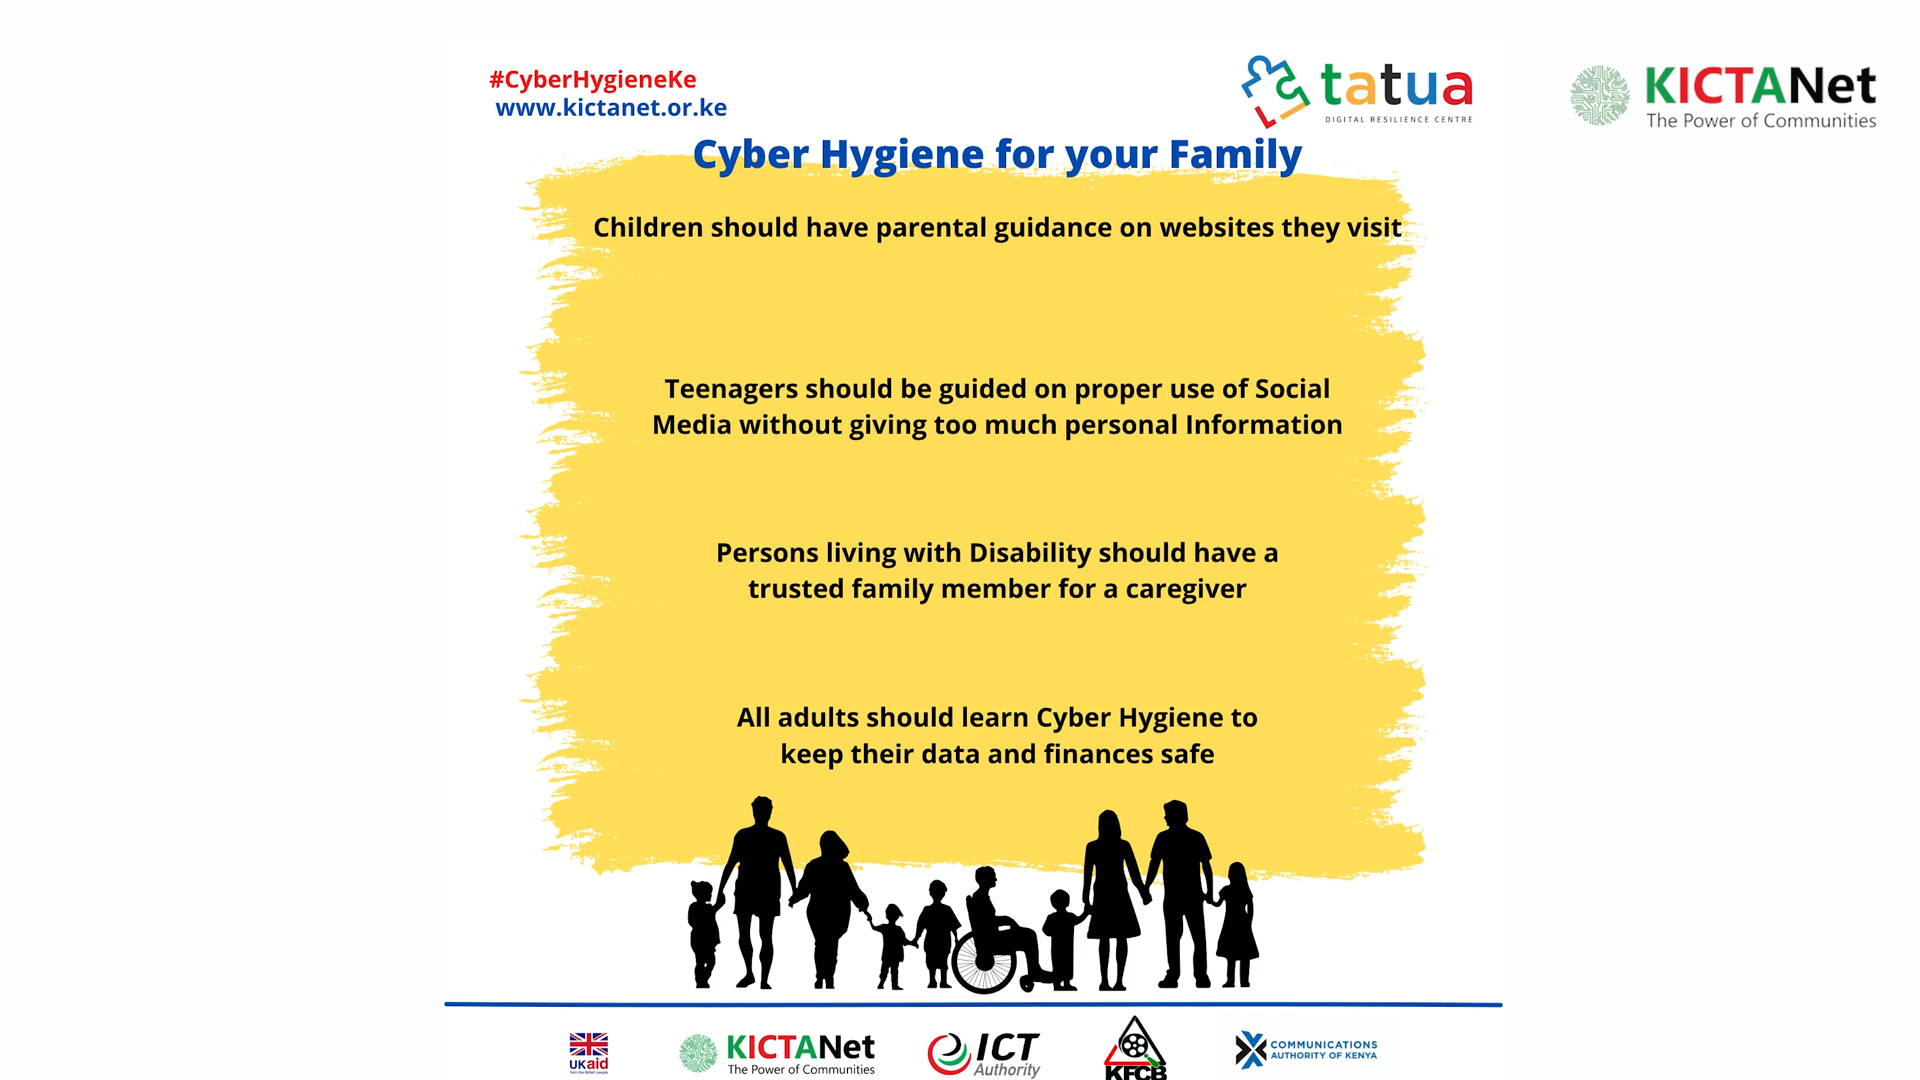 #CyberHygieneKe
www.kictanet.or.ke
tatua
DIGITAL RESILIENCE CENTRE
KICTANet
The Power of Communities
Cyber Hygiene for your Family
Children should have parental guidance on websites they visit
Teenagers should be guided on proper use of Social
Media without giving too much personal Information
Persons living with Disability should have a
trusted family member for a caregiver
All adults should learn Cyber Hygiene to
keep their data and finances safe
UKaid
from the British people
KICTANet
The Power of Communities
ICT
Authority
KFCB
COMMUNICATIONS
AUTHORITY OF KENYA